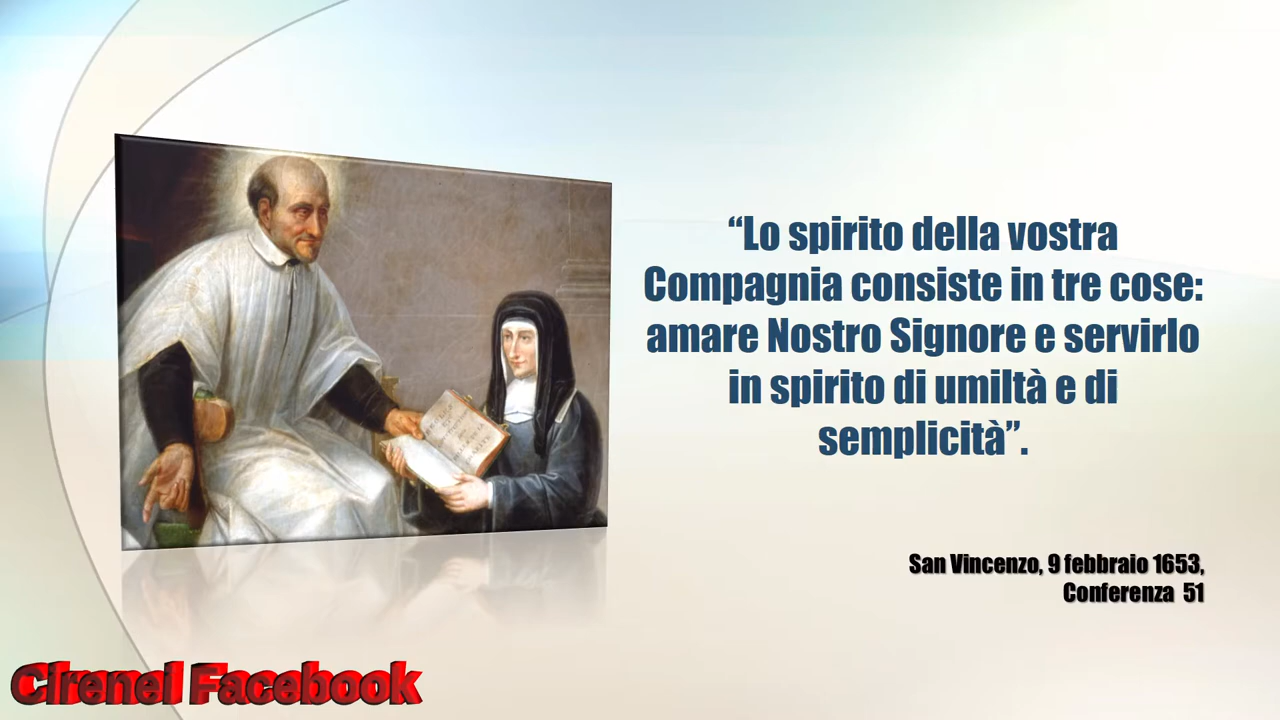 “Lo spirito della vostra
Compagnia consiste in tre cose:
amare Nostro Signore e servirlo
in spirito di umiltà e di
semplicità”.
San Vincenzo, 9 febbraio 1653,
Conferenza 51
Cirenei Facebook